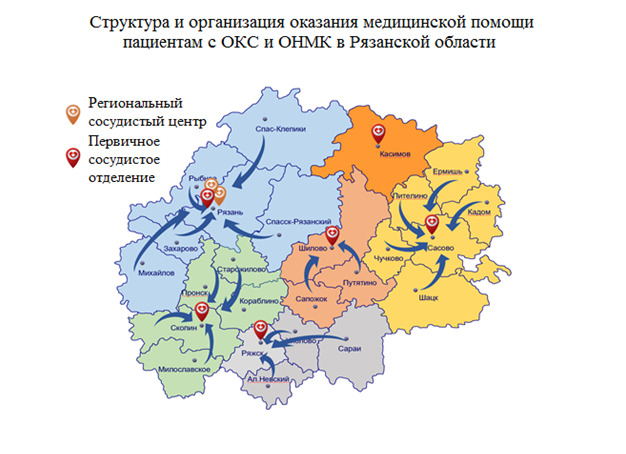 Структура и организация оказания медицинской помощи
пациентам с ОКС и ОНМК в Рязанской области
Региональный
сосудистый центр
Первичное
сосудистое
отделение
Спас-Клепики
Касимов
Ермишь
Пителино
Кадом
Рязань
Спасск-Рязанский
Шилово
Сасово
Захарово
Чучково
Михайлов
Старожилово
Путятино
Шацк
Пронск
Кораблино
Сапожок
Скопин
Ряжск
Сараи
Милославское
Ал.Невский